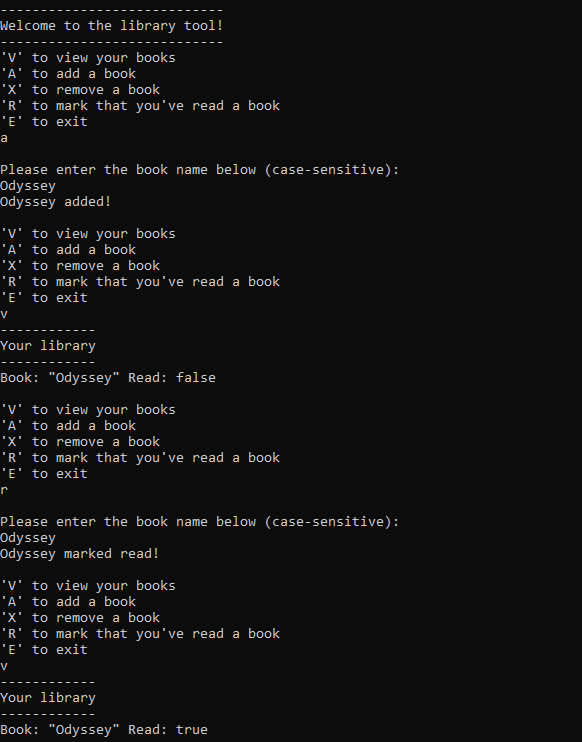 ----------------------------
Welcome to the library tool!
----------------------------
'V' to view your books
'A' to add a book
'X' to remove a book
'R' to mark that you've read a book
'E' to exit
a
Please enter the book name below (case-sensitive):
Odyssey
Odyssey added!
'V' to view your books
'A' to add a book
'X' to remove a book
'R' to mark that you've read a book
'E' to exit
v
------------
Your library
------------
Book: "Odyssey" Read: false
'V' to view your books
'A' to add a book
'X' to remove a book
'R' to mark that you've read a book
'E' to exit
r
Please enter the book name below (case-sensitive):
Odyssey
Odyssey marked read!
'V' to view your books
'A' to add a book
'X' to remove a book
'R' to mark that you've read a book
'E' to exit
v
------------
Your library
------------
Book: "Odyssey" Read: true